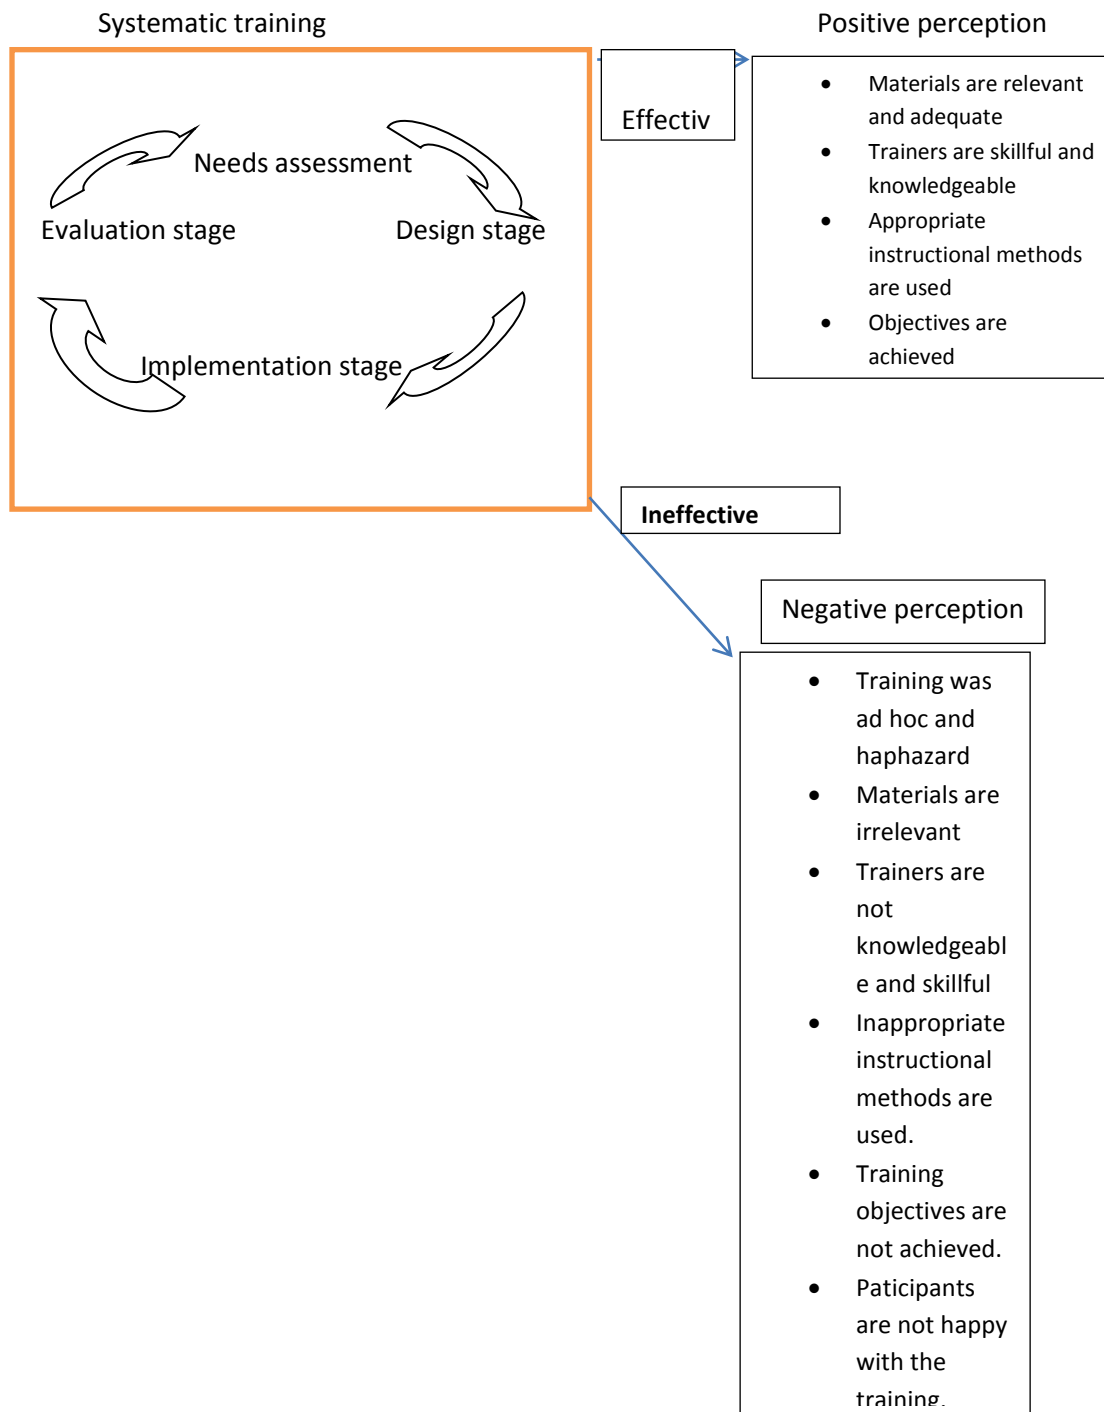 Systematic training
Positive perception
Effectiv
• Materials are relevant
and adequate
• Trainers are skillful and
knowledgeable
• Appropriate
instructional methods
are used
• Objectives are
achieved
Needs assessment
Evaluation stage
Design stage
Implementation stage
Ineffective
Negative perception
• Training was
ad hoc and
haphazard
• Materials are
irrelevant
• Trainers are
not
knowledgeabl
e and skillful
• Inappropriate
instructional
methods are
used.
• Training
objectives are
not achieved.
• Paticipants
are not happy
with the
training.